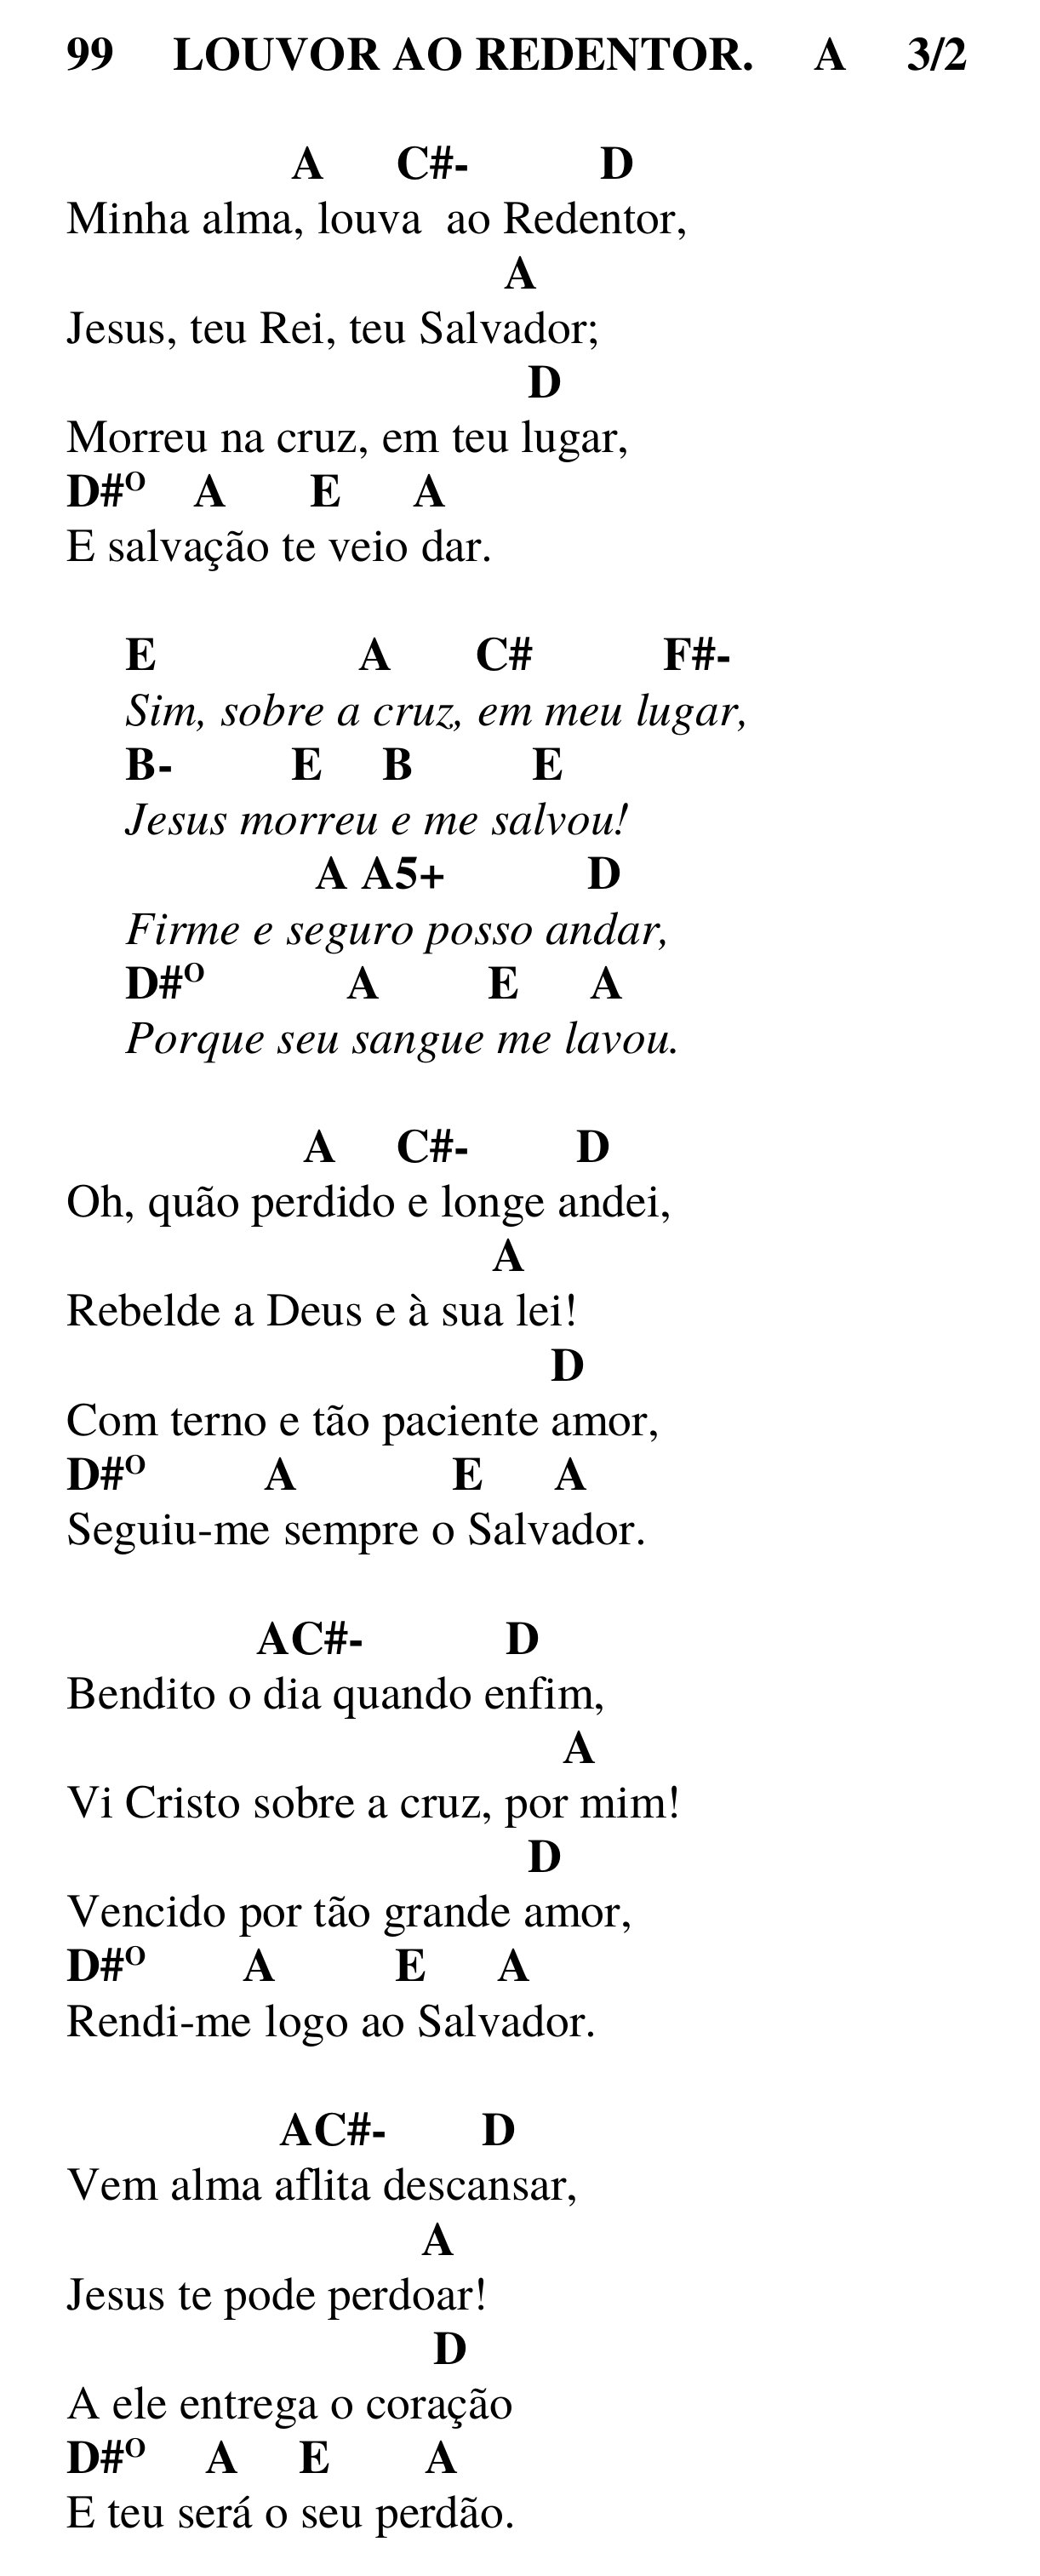 99 LOUVOR AO REDENTOR. A 3/2
A C#- D
Minha alma, louva ao Redentor,
A
Jesus, teu Rei, teu Salvador;
D
Morreu na cruz, em teu lugar,
D#º A E A
E salvação te veio dar.
E A C# F#-
Sim, sobre a cruz, em meu lugar,
B- E B E
Jesus morreu e me salvou!
A A5+ D
Firme e seguro posso andar,
D#º A E A
Porque seu sangue me lavou.
A C#- D
Oh, quão perdido e longe andei,
A
Rebelde a Deus e à sua lei!
D
Com terno e tão paciente amor,
D#º A E A
Seguiu-me sempre o Salvador.
AC#- D
Bendito o dia quando enfim,
A
Vi Cristo sobre a cruz, por mim!
D
Vencido por tão grande amor,
D#º A E A
Rendi-me logo ao Salvador.
AC#- D
Vem alma aflita descansar,
A
Jesus te pode perdoar!
D
A ele entrega o coração
D#º A E A
E teu será o seu perdão.